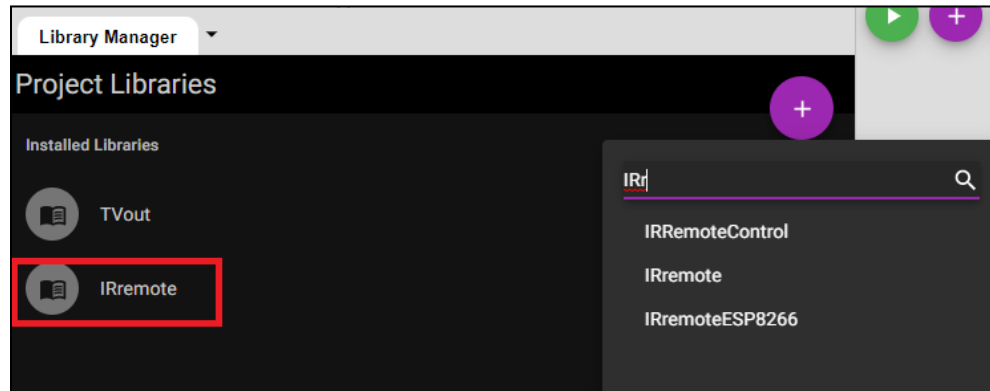 Library Manager
Project Libraries
Installed Libraries
TVout
IRremote
IRr
IRRemoteControl
IRremote
IRremoteESP8266